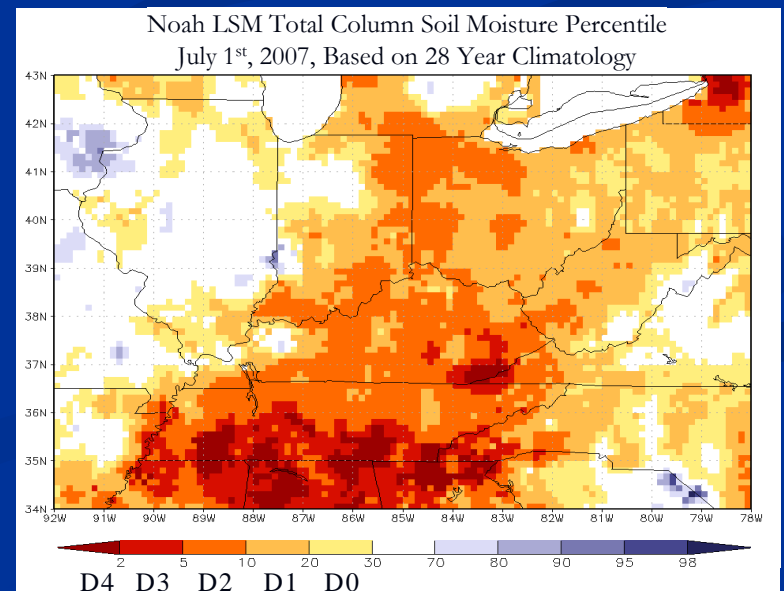 Noah LSM Total Column Soil Moisture Percentile
July 1st, 2007, Based on 28 Year Climatology
43N
42N
41N
40N
39N
38N
37N
36N
35N
34N
92W 91W 90W 89W 88W 87W 86W 85W 84W 83W 82W 81W 80W 79W 78W
2 5 10 20 30 70 80 90 95 98
D4 D3 D2 D1 D0